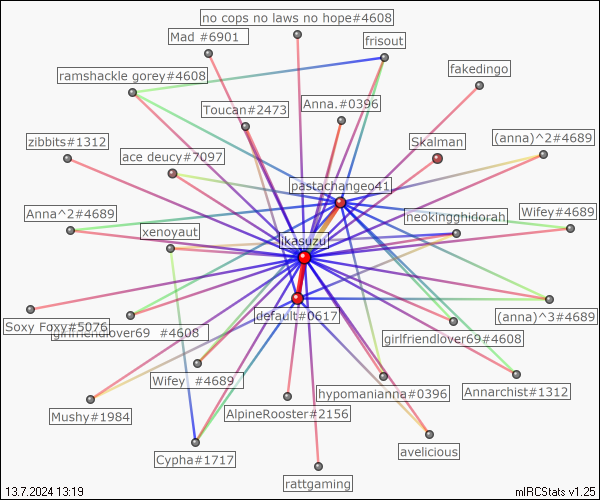 no cops no laws no hope#4608
Mad #6901
frisout
ramshackle gorey#4608
fakedingo
Toucan#2473
Anna.#0396
zibbits#1312
ace deucy#7097
Skalman
(anna)^2#4689
pastachangeo41
Anna^2#4689
xenoyaut
neokingghidorah
Wifey#4689
ikasuzu
default#0617
(anna)^3#4689
Soxy Foxy#5076
girlfriendlover69 #4608
girlfriendlover69#4608
Wifey #4689
hypomanianna#0396
Annarchist#1312
Mushy#1984
AlpineRooster#2156
Cypha#1717
avelicious
rattgaming
13.7.2024 13:19
mIRCStats v1.25